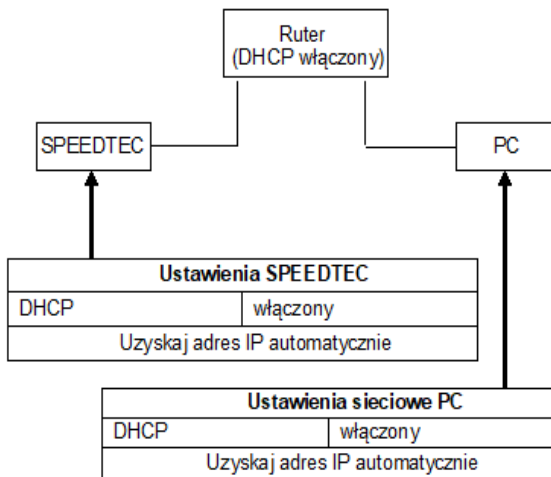 Ruter
(DHCP włączony)
SPEEDTEC
PC
Ustawienia SPEEDTEC
DHCP włączony
Uzyskaj adres IP automatycznie
Ustawienia sieciowe PC
DHCP włączony
Uzyskaj adres IP automatycznie